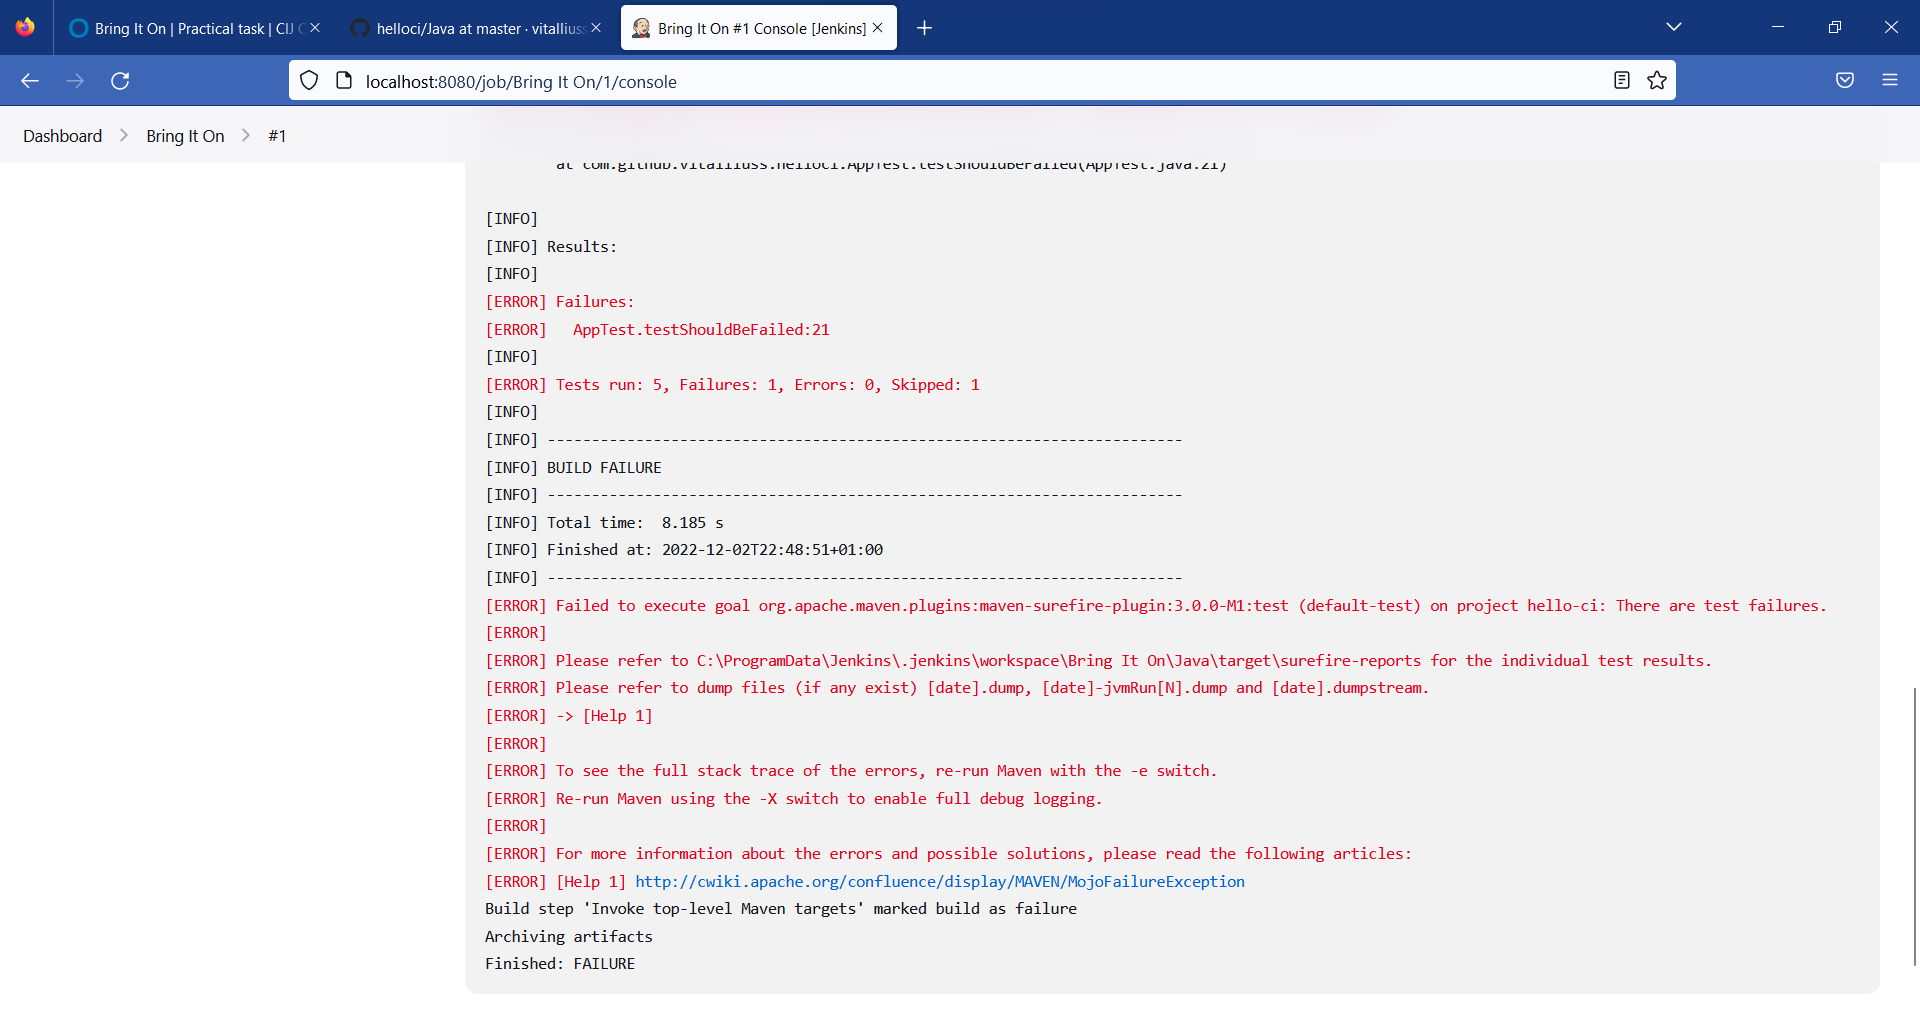 Bring It On | Practical task | CIJ C
helloci/Java at master · vitalliuss
Bring It On #1 Console [Jenkins]
localhost:8080/job/Bring It On/1/console
Dashboard
Bring It On
#1
at com.github.vitalliuss.helloci.AppTest.testShouldBeFailed(AppTest.java:21)
[INFO]
[INFO] Results:
[INFO]
[ERROR] Failures:
[ERROR]   AppTest.testShouldBeFailed:21
[INFO]
[ERROR] Tests run: 5, Failures: 1, Errors: 0, Skipped: 1
[INFO]
[INFO] ------------------------------------------------------------------------
[INFO] BUILD FAILURE
[INFO] ------------------------------------------------------------------------
[INFO] Total time:  8.185 s
[INFO] Finished at: 2022-12-02T22:48:51+01:00
[INFO] ------------------------------------------------------------------------
[ERROR] Failed to execute goal org.apache.maven.plugins:maven-surefire-plugin:3.0.0-M1:test (default-test) on project hello-ci: There are test failures.
[ERROR]
[ERROR] Please refer to C:\ProgramData\Jenkins\.jenkins\workspace\Bring It On\Java\target\surefire-reports for the individual test results.
[ERROR] Please refer to dump files (if any exist) [date].dump, [date]-jvmRun[N].dump and [date].dumpstream.
[ERROR] -> [Help 1]
[ERROR]
[ERROR] To see the full stack trace of the errors, re-run Maven with the -e switch.
[ERROR] Re-run Maven using the -X switch to enable full debug logging.
[ERROR]
[ERROR] For more information about the errors and possible solutions, please read the following articles:
[ERROR] [Help 1] http://cwiki.apache.org/confluence/display/MAVEN/MojoFailureException
Build step 'Invoke top-level Maven targets' marked build as failure
Archiving artifacts
Finished: FAILURE